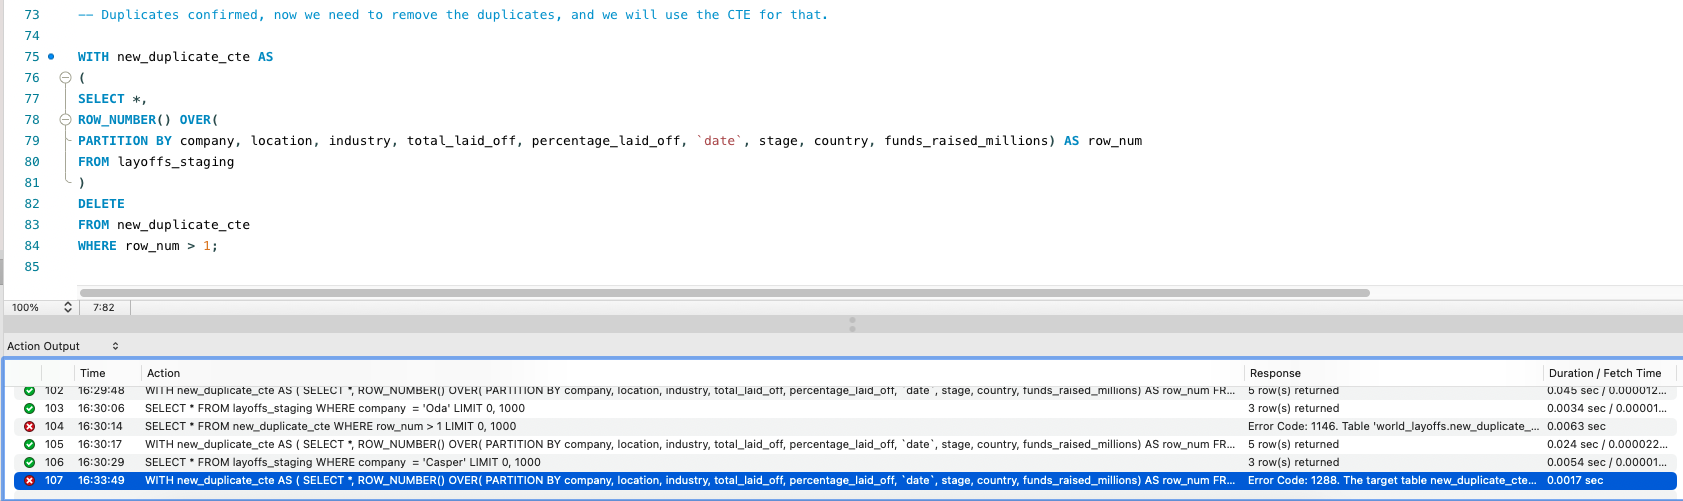 73 -- Duplicates confirmed, now we need to remove the duplicates, and we will use the CTE for that.
74
75 WITH new_duplicate_cte AS
76 (
77 SELECT *,
78 ROW_NUMBER() OVER(
79 PARTITION BY company, location, industry, total_laid_off, percentage_laid_off, `date`, stage, country, funds_raised_millions) AS row_num
80 FROM layoffs_staging
81 )
82 DELETE
83 FROM new_duplicate_cte
84 WHERE row_num > 1;
85
100% 7:82
Action Output
Time Action Response Duration / Fetch Time
102 16:29:48 WITH new_duplicate_cte AS ( SELECT *, ROW_NUMBER() OVER( PARTITION BY company, location, industry, total_laid_off, percentage_laid_off, `date`, stage, country, funds_raised_millions) AS row_num FR... 5 row(s) returned 0.045 sec / 0.000012...
103 16:30:06 SELECT * FROM layoffs_staging WHERE company = 'Oda' LIMIT 0, 1000 3 row(s) returned 0.0034 sec / 0.00001...
104 16:30:14 SELECT * FROM new_duplicate_cte WHERE row_num > 1 LIMIT 0, 1000 Error Code: 1146. Table 'world_layoffs.new_duplicate_... 0.0063 sec
105 16:30:17 WITH new_duplicate_cte AS ( SELECT *, ROW_NUMBER() OVER( PARTITION BY company, location, industry, total_laid_off, percentage_laid_off, `date`, stage, country, funds_raised_millions) AS row_num FR... 5 row(s) returned 0.024 sec / 0.000022...
106 16:30:29 SELECT * FROM layoffs_staging WHERE company = 'Casper' LIMIT 0, 1000 3 row(s) returned 0.0054 sec / 0.00001...
107 16:33:49 WITH new_duplicate_cte AS ( SELECT *, ROW_NUMBER() OVER( PARTITION BY company, location, industry, total_laid_off, percentage_laid_off, `date`, stage, country, funds_raised_millions) AS row_num FR... Error Code: 1288. The target table new_duplicate_cte... 0.0017 sec